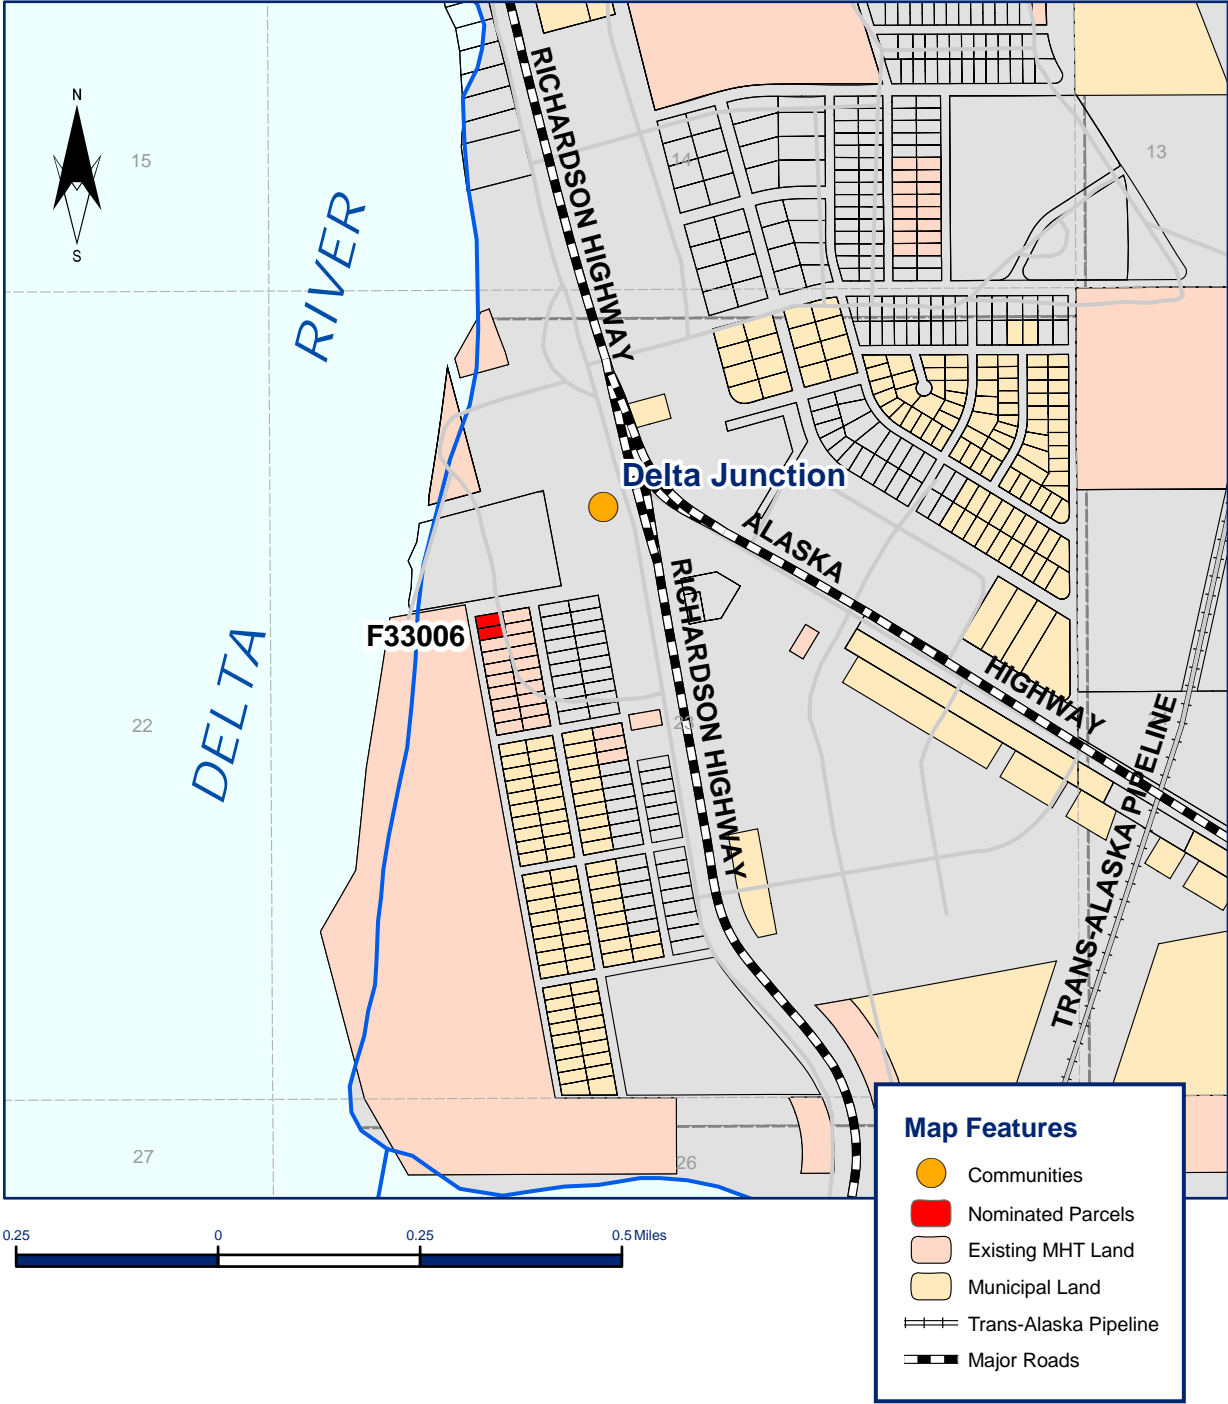 N
S
15
14
13
RICHARDSON HIGHWAY
RIVER
Delta Junction
ALASKA
HIGHWAY
F33006
DELTA
22
23
RICHARDSON HIGHWAY
TRANS-ALASKA PIPELINE
27
26
Map Features
Communities
Nominated Parcels
Existing MHT Land
Municipal Land
Trans-Alaska Pipeline
Major Roads
0.25 0 0.25 0.5 Miles